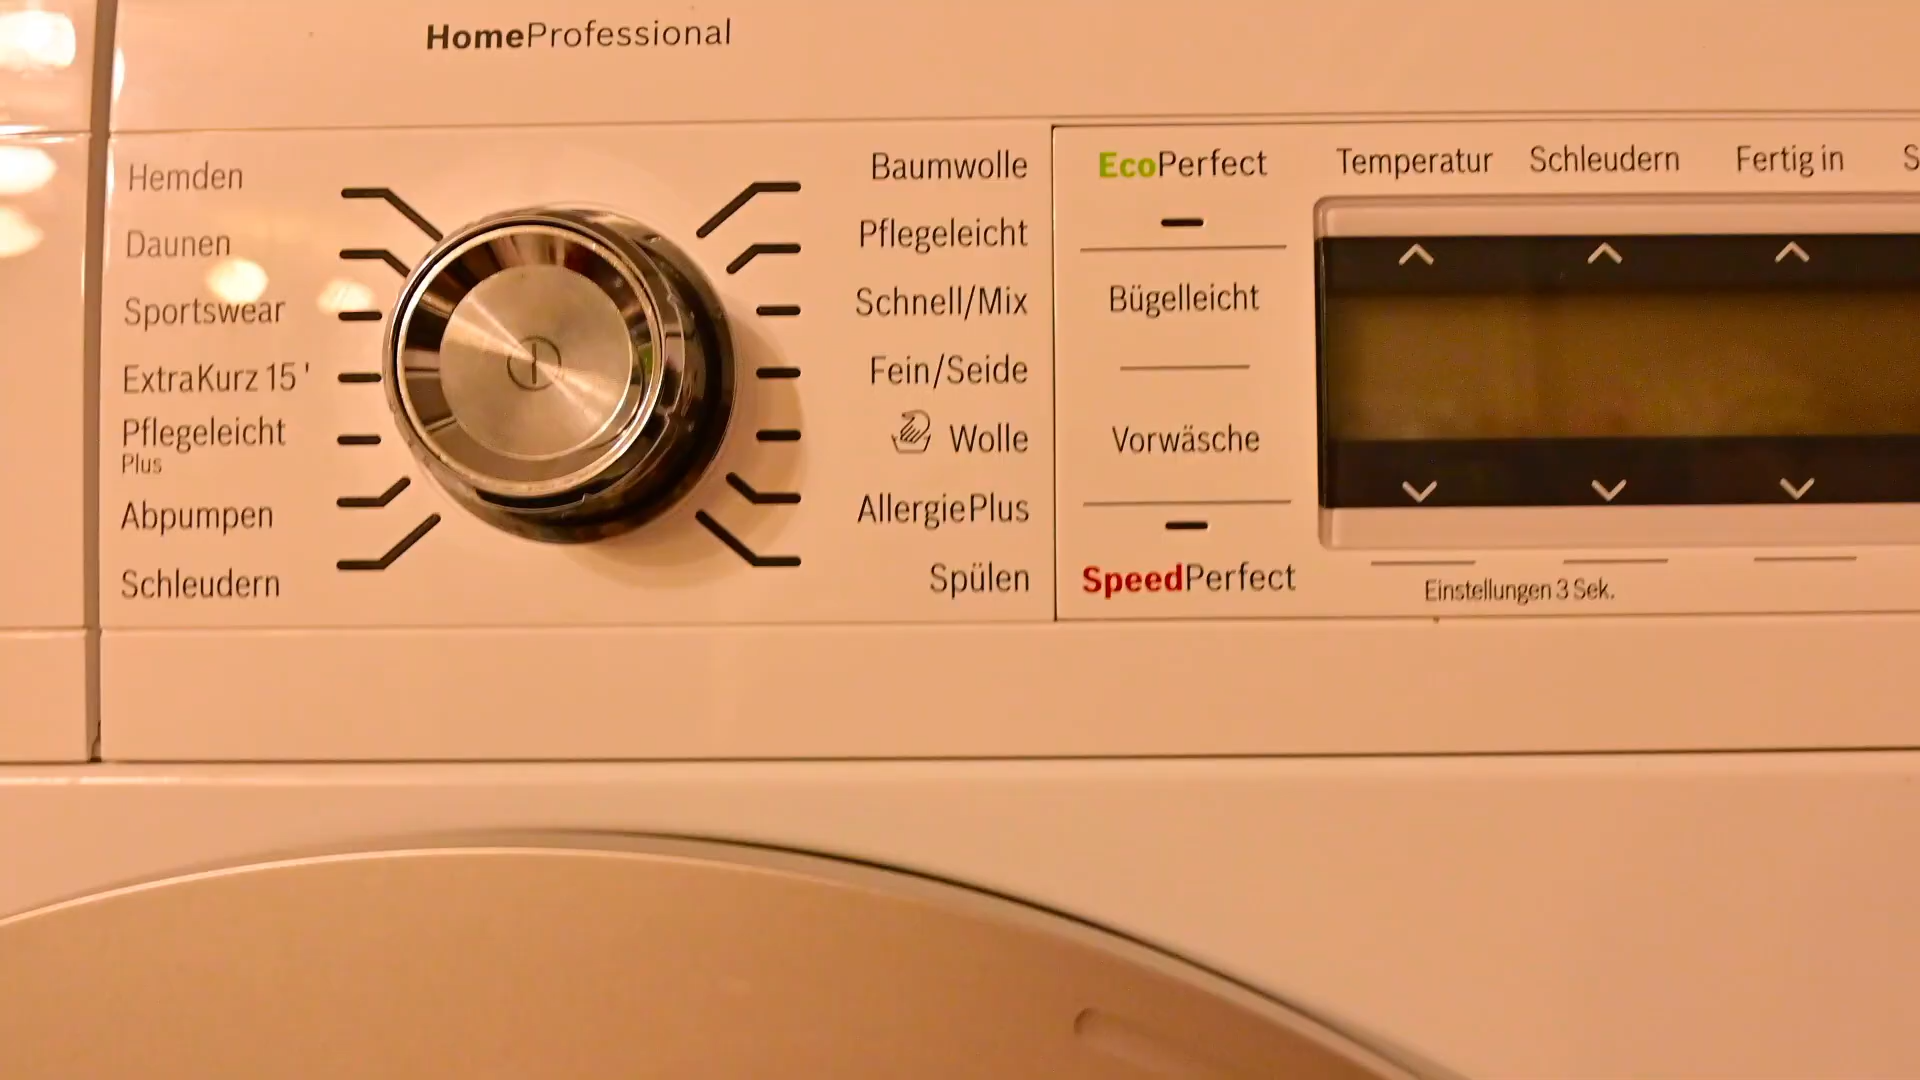 HomeProfessional
Hemden
Daunen
Sportswear
ExtraKurz 15'
Pflegeleicht
Plus
Abpumpen
Schleudern
Baumwolle
Pflegeleicht
Schnell/Mix
Fein/Seide
Wolle
AllergiePlus
Spülen
EcoPerfect
Bügelleicht
Vorwäsche
SpeedPerfect
Temperatur Schleudern Fertig in
Einstellungen 3 Sek.